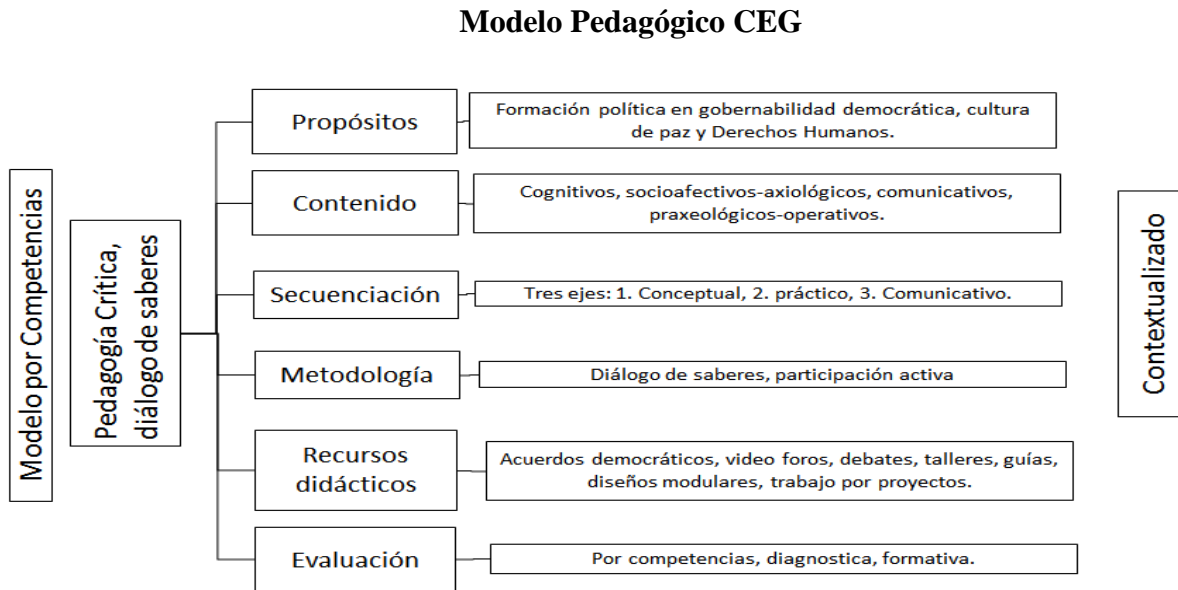 Modelo Pedagógico CEG
Modelo por Competencias
Pedagogía Crítica,
diálogo de saberes
Propósitos
Formación política en gobernabilidad democrática, cultura
de paz y Derechos Humanos.
Contenido
Cognitivos, socioafectivos-axiológicos, comunicativos,
praxeológicos-operativos.
Secuenciación
Tres ejes: 1. Conceptual, 2. práctico, 3. Comunicativo.
Metodología
Diálogo de saberes, participación activa
Recursos
didácticos
Acuerdos democráticos, video foros, debates, talleres, guías,
diseños modulares, trabajo por proyectos.
Evaluación
Por competencias, diagnostica, formativa.
Contextualizado